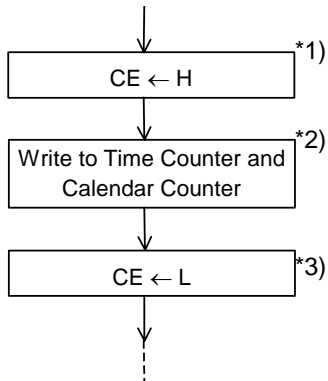 *1)
CE ← H
*2)
Write to Time Counter and
Calendar Counter
*3)
CE ← L